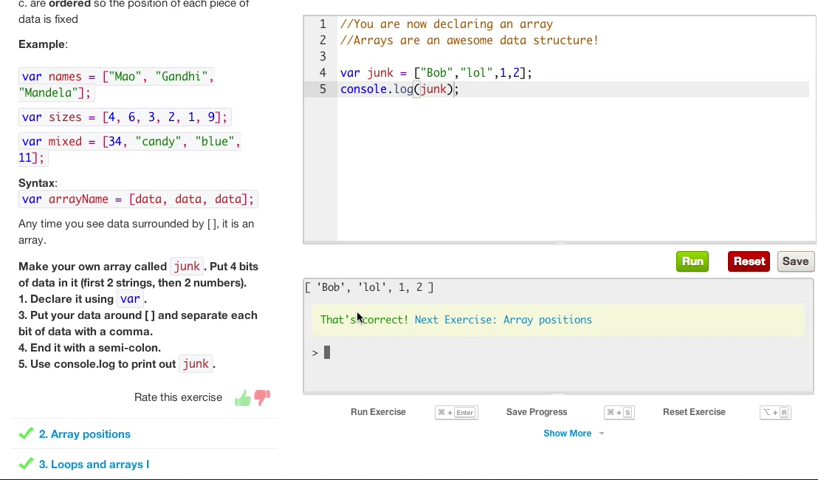 c. are ordered so the position of each piece of
data is fixed
Example:
var names = ["Mao", "Gandhi",
"Mandela"];
var sizes = [4, 6, 3, 2, 1, 9];
var mixed = [34, "candy", "blue",
11];
Syntax:
var arrayName = [data, data, data];
Any time you see data surrounded by [ ], it is an
array.
Make your own array called junk. Put 4 bits
of data in it (first 2 strings, then 2 numbers).
1. Declare it using var.
3. Put your data around [ ] and separate each
bit of data with a comma.
4. End it with a semi-colon.
5. Use console.log to print out junk.
Rate this exercise
2. Array positions
3. Loops and arrays I
1 //You are now declaring an array
2 //Arrays are an awesome data structure!
3
4 var junk = ["Bob","lol",1,2];
5 console.log(junk);
Run Reset Save
[ 'Bob', 'lol', 1, 2 ]
That's correct! Next Exercise: Array positions
>
Run Exercise ⌘ + Enter Save Progress ⌘ + S Reset Exercise ⌥ + R
Show More